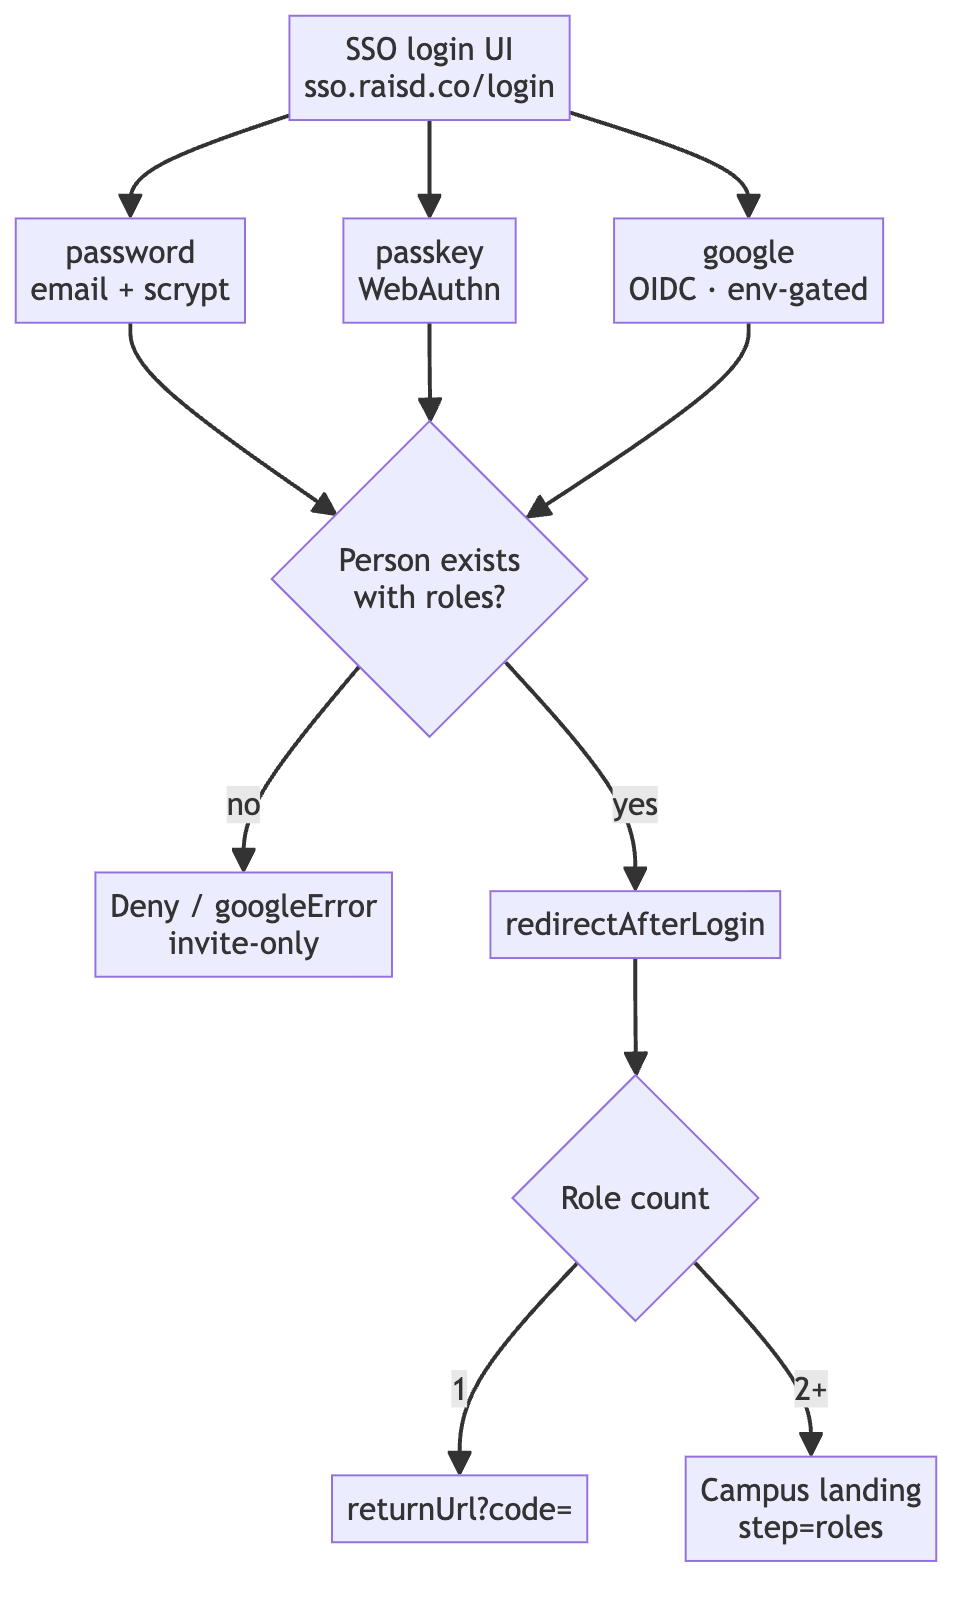 SSO login UI
sso.raisd.co/login
password
email + scrypt
passkey
WebAuthn
google
OIDC · env-gated
Person exists
with roles?
no
yes
Deny / googleError
invite-only
redirectAfterLogin
Role count
1
2+
returnUrl?code=
Campus landing
step=roles